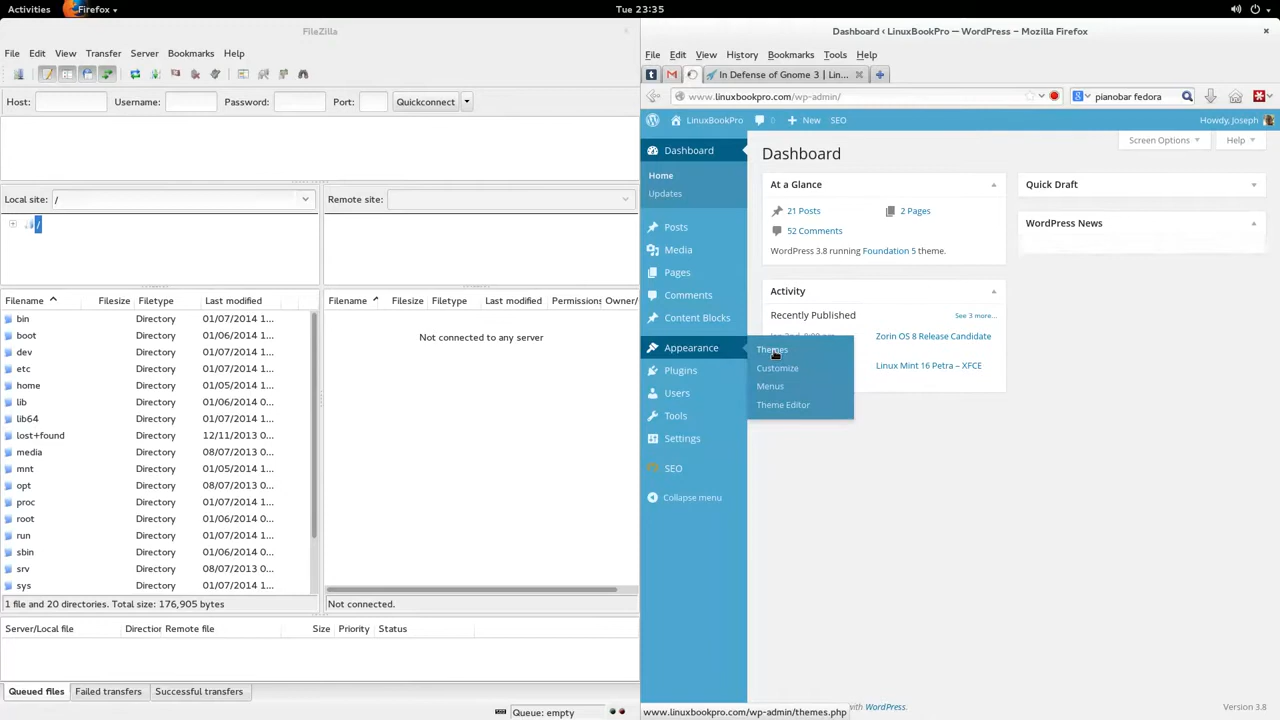 Activities
Firefox
Tue 23:35
FileZilla
File Edit View Transfer Server Bookmarks Help
Host:
Username:
Password:
Port:
Quickconnect
Local site: /
Remote site:
/
Filename Filesize Filetype Last modified
bin Directory 01/07/2014 1...
boot Directory 01/06/2014 0...
dev Directory 01/07/2014 1...
etc Directory 01/07/2014 1...
home Directory 01/05/2014 1...
lib Directory 01/06/2014 0...
lib64 Directory 01/07/2014 1...
lost+found Directory 12/11/2013 0...
media Directory 08/07/2013 0...
mnt Directory 01/05/2014 1...
opt Directory 08/07/2013 0...
proc Directory 01/07/2014 1...
root Directory 01/06/2014 0...
run Directory 01/07/2014 1...
sbin Directory 01/06/2014 0...
srv Directory 08/07/2013 0...
sys Directory 01/07/2014 1...
1 file and 20 directories. Total size: 176,905 bytes
Filename Filesize Filetype Last modified Permissions Owner/
Not connected to any server
Not connected.
Server/Local file Direction Remote file Size Priority Status
Queued files Failed transfers Successful transfers
Queue: empty
Dashboard ‹ LinuxBookPro — WordPress – Mozilla Firefox
File Edit View History Bookmarks Tools Help
In Defense of Gnome 3 | Lin...
www.linuxbookpro.com/wp-admin/
pianobar fedora
LinuxBookPro
0
New
SEO
Howdy, Joseph
Dashboard
Home
Updates
Posts
Media
Pages
Comments
Content Blocks
Appearance
Plugins
Users
Tools
Settings
SEO
Collapse menu
Themes
Customize
Menus
Theme Editor
Screen Options
Help
Dashboard
At a Glance
21 Posts
2 Pages
52 Comments
WordPress 3.8 running Foundation 5 theme.
Activity
Recently Published
See 3 more...
Zorin OS 8 Release Candidate
Linux Mint 16 Petra – XFCE
Quick Draft
WordPress News
with WordPress.
Version 3.8
www.linuxbookpro.com/wp-admin/themes.php